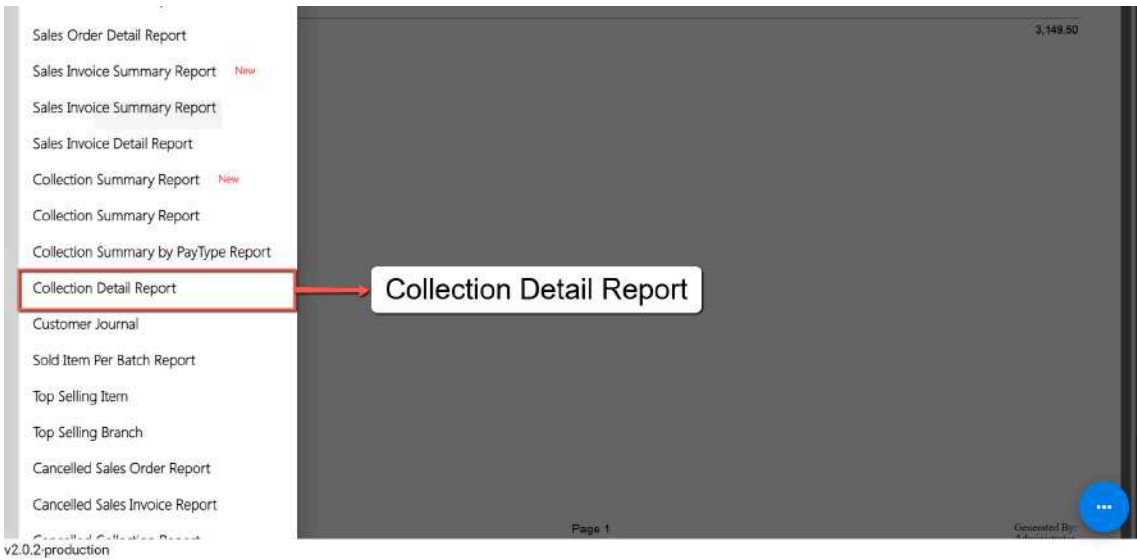 3,149.50
Sales Order Detail Report
Sales Invoice Summary Report New
Sales Invoice Summary Report
Sales Invoice Detail Report
Collection Summary Report New
Collection Summary Report
Collection Summary by PayType Report
Collection Detail Report
Collection Detail Report
Customer Journal
Sold Item Per Batch Report
Top Selling Item
Top Selling Branch
Cancelled Sales Order Report
Cancelled Sales Invoice Report
Page 1
Generated By:
v2.0.2-production